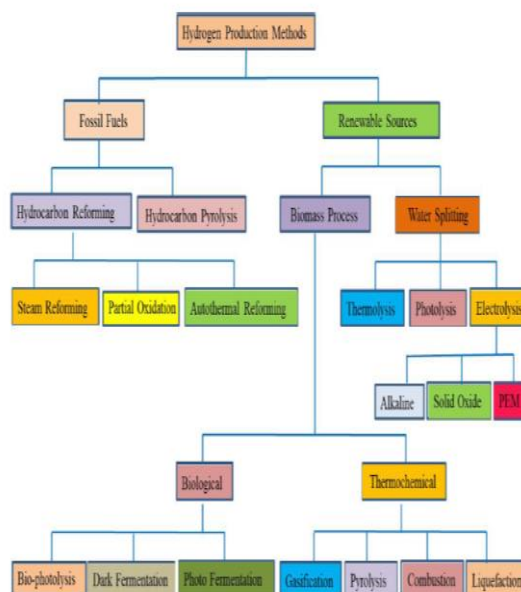 Hydrogen Production Methods
Fossil Fuels
Renewable Sources
Hydrocarbon Reforming
Hydrocarbon Pyrolysis
Biomass Process
Water Splitting
Steam Reforming
Partial Oxidation
Autothermal Reforming
Thermolysis
Photolysis
Electrolysis
Alkaline
Solid Oxide
PEM
Biological
Thermochemical
Bio-photolysis
Dark Fermentation
Photo Fermentation
Gasification
Pyrolysis
Combustion
Liquefaction